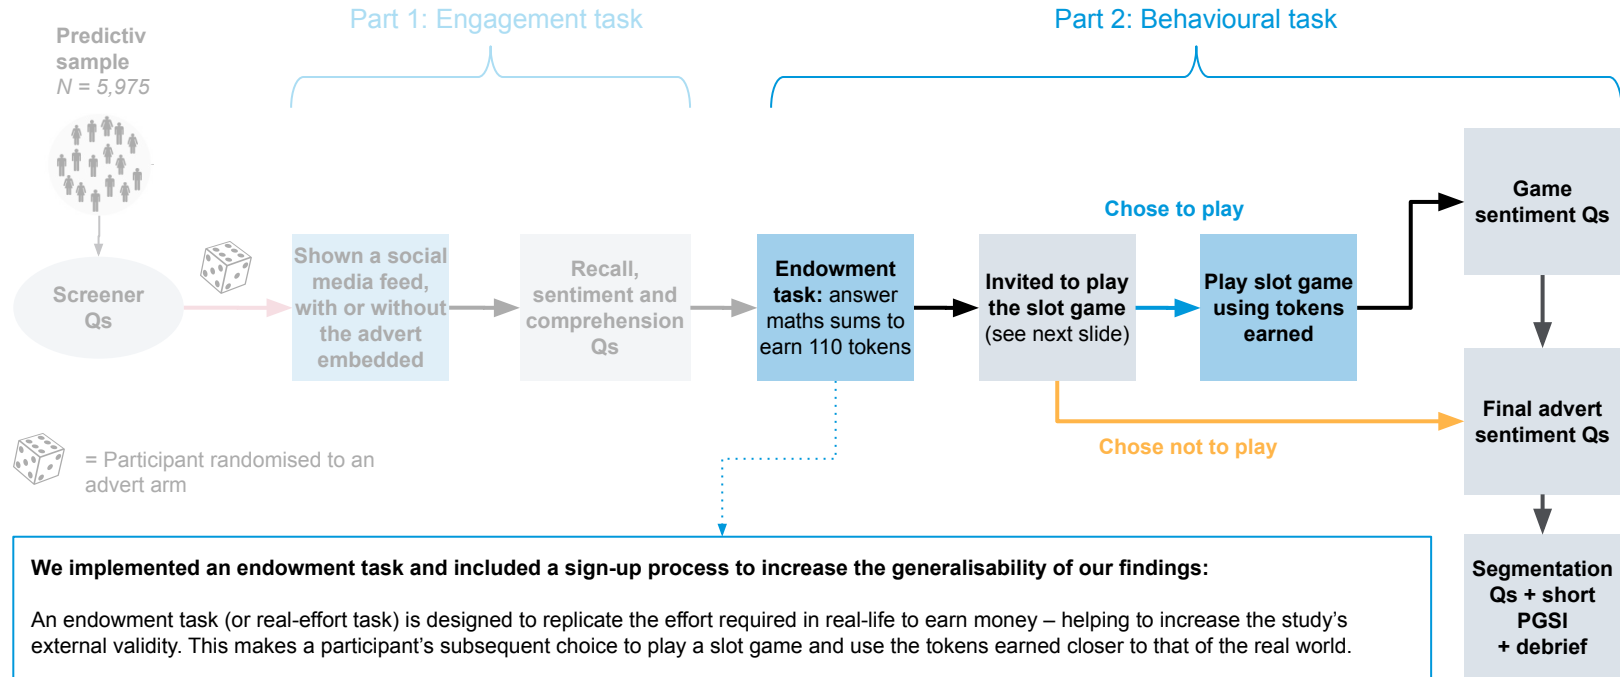 Part 1: Engagement task
Part 2: Behavioural task
Predictiv
sample
N = 5,975
Screener
Qs
Shown a social
media feed,
with or without
the advert
embedded
Recall,
sentiment and
comprehension
Qs
Endowment
task: answer
maths sums to
earn 110 tokens
Invited to play
the slot game
(see next slide)
Chose to play
Play slot game
using tokens
earned
Chose not to play
Game
sentiment Qs
Final advert
sentiment Qs
Segmentation
Qs + short
PGSI
+ debrief
= Participant randomised to an
advert arm
We implemented an endowment task and included a sign-up process to increase the generalisability of our findings:
An endowment task (or real-effort task) is designed to replicate the effort required in real-life to earn money – helping to increase the study's
external validity. This makes a participant's subsequent choice to play a slot game and use the tokens earned closer to that of the real world.